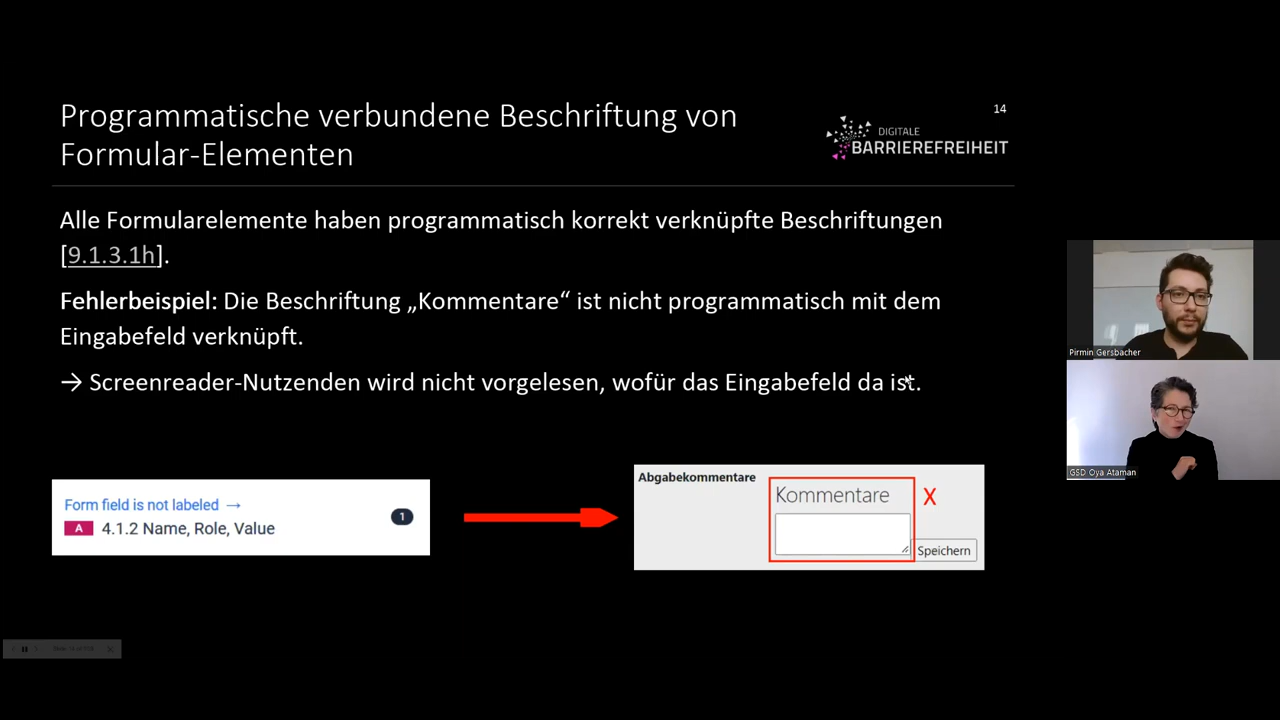 Programmatische verbundene Beschriftung von
Formular-Elementen
14
DIGITALE
BARRIEREFREIHEIT
Alle Formularelemente haben programmatisch korrekt verknüpfte Beschriftungen
[9.1.3.1h].
Fehlerbeispiel: Die Beschriftung „Kommentare“ ist nicht programmatisch mit dem
Eingabefeld verknüpft.
→ Screenreader-Nutzenden wird nicht vorgelesen, wofür das Eingabefeld da ist.
Form field is not labeled →
A 4.1.2 Name, Role, Value
1
Abgabekommentare
Kommentare
X
Speichern
Pirmin Gersbacher
GSD Oya Ataman